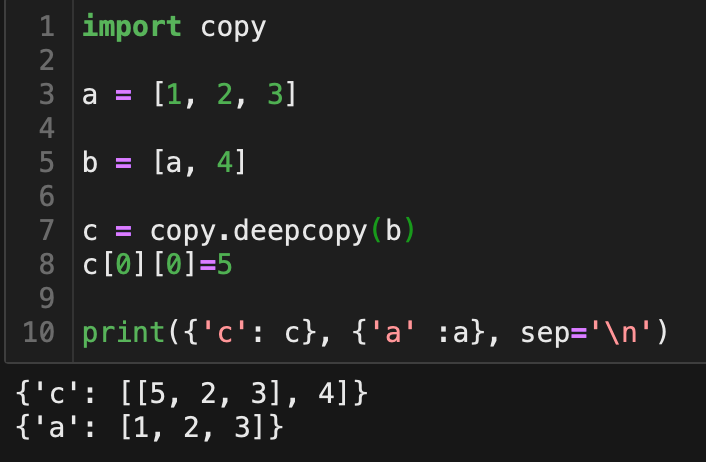 1 import copy
2
3 a = [1, 2, 3]
4
5 b = [a, 4]
6
7 c = copy.deepcopy(b)
8 c[0][0]=5
9
10 print({'c': c}, {'a' :a}, sep='\n')
{'c': [[5, 2, 3], 4]}
{'a': [1, 2, 3]}